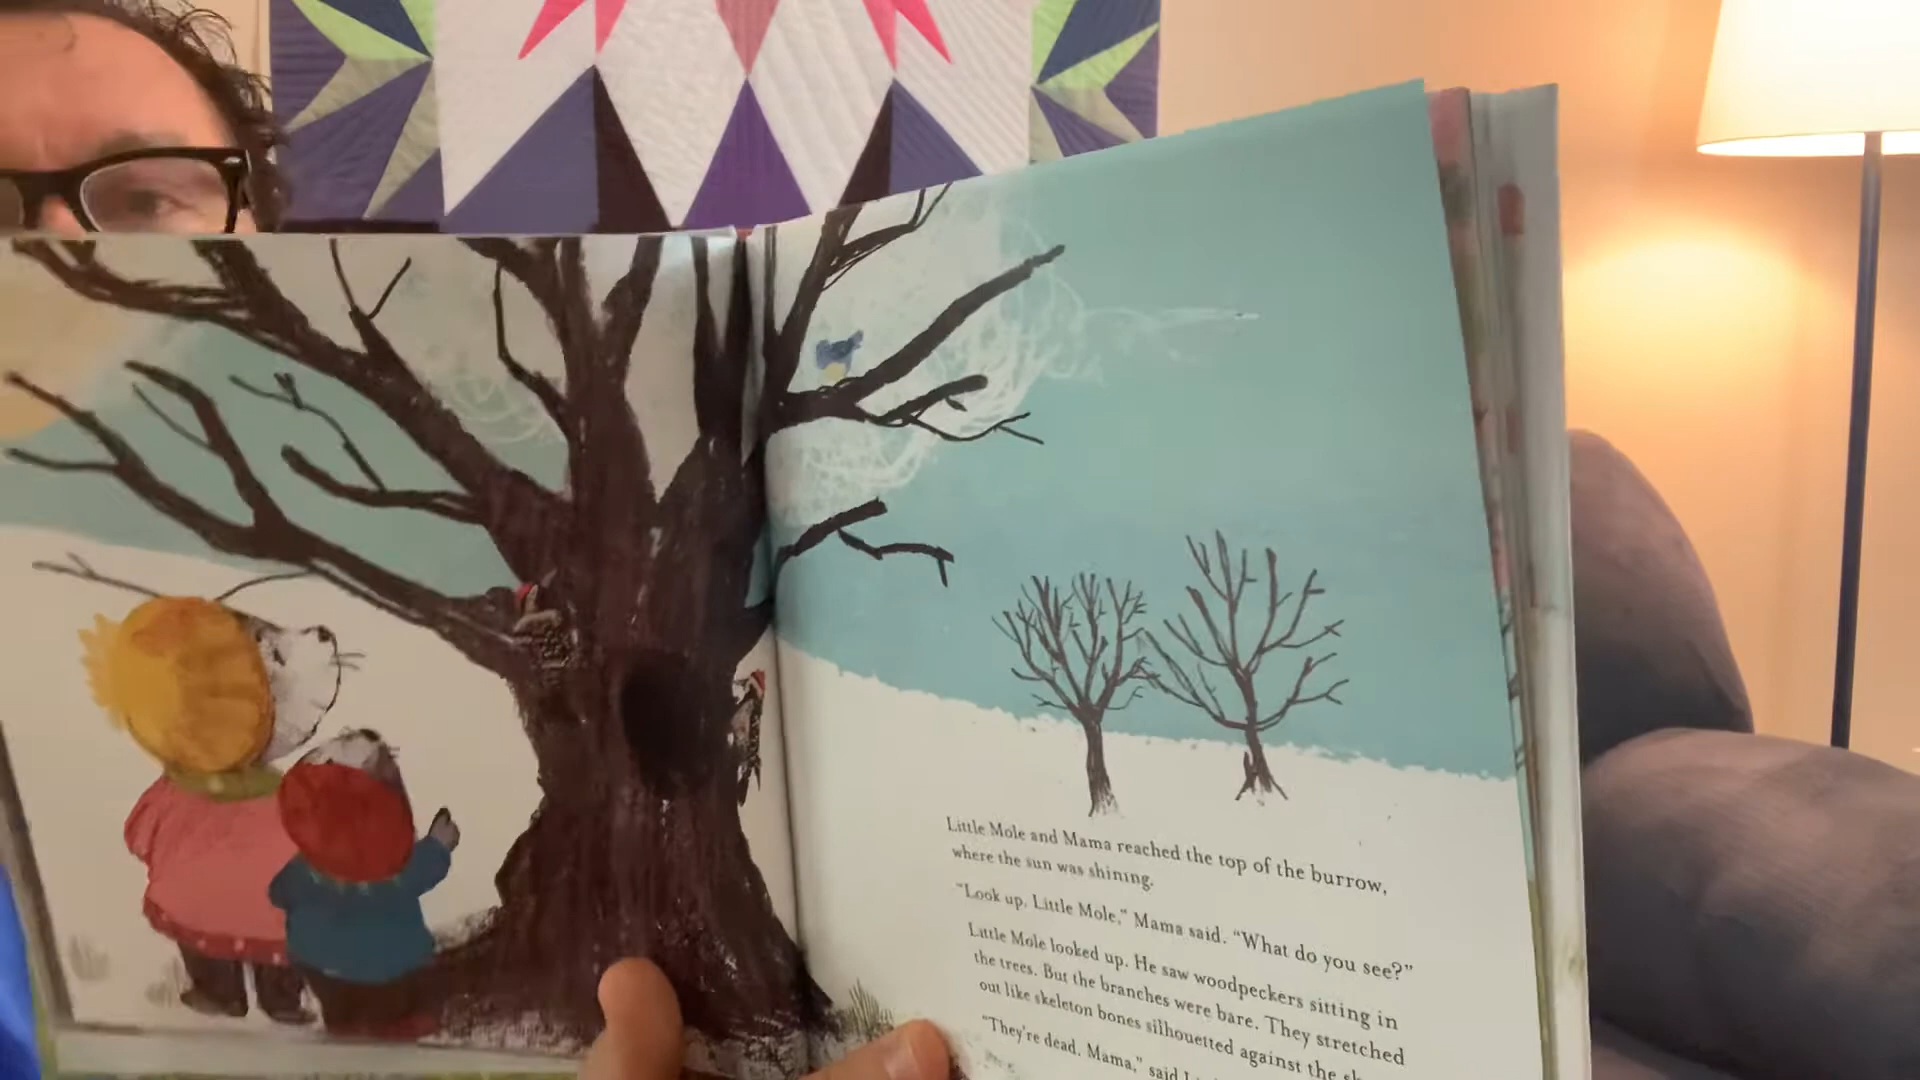 Little Mole and Mama reached the top of the burrow,
where the sun was shining.
“Look up, Little Mole,” Mama said. “What do you see?”
Little Mole looked up. He saw woodpeckers sitting in
the trees. But the branches were bare. They stretched
out like skeleton bones silhouetted against the
“They’re dead, Mama,” said